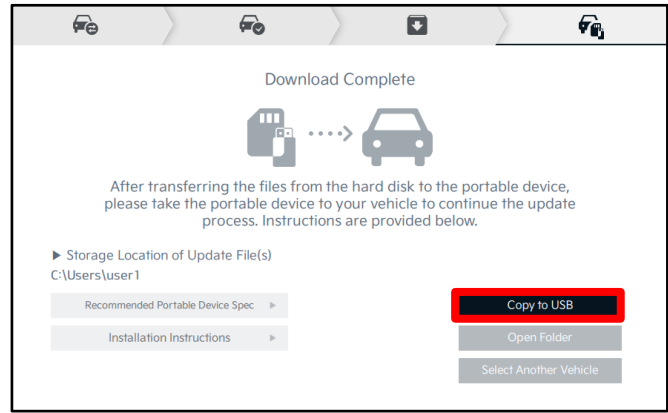 Download Complete
After transferring the files from the hard disk to the portable device,
please take the portable device to your vehicle to continue the update
process. Instructions are provided below.
▶ Storage Location of Update File(s)
C:\Users\user1
Recommended Portable Device Spec ▶
Copy to USB
Installation Instructions ▶
Open Folder
Select Another Vehicle